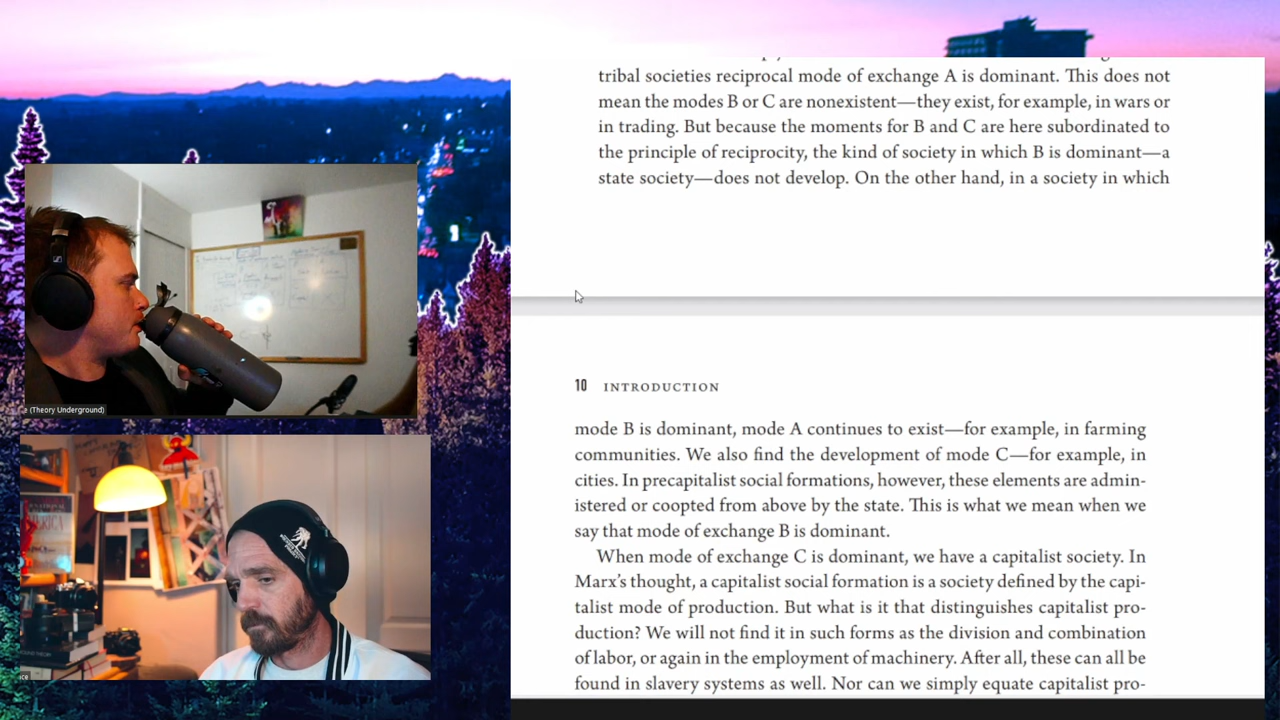 tribal societies reciprocal mode of exchange A is dominant. This does not
mean the modes B or C are nonexistent—they exist, for example, in wars or
in trading. But because the moments for B and C are here subordinated to
the principle of reciprocity, the kind of society in which B is dominant—a
state society—does not develop. On the other hand, in a society in which
10 INTRODUCTION
mode B is dominant, mode A continues to exist—for example, in farming
communities. We also find the development of mode C—for example, in
cities. In precapitalist social formations, however, these elements are admin-
istered or coopted from above by the state. This is what we mean when we
say that mode of exchange B is dominant.
When mode of exchange C is dominant, we have a capitalist society. In
Marx's thought, a capitalist social formation is a society defined by the capi-
talist mode of production. But what is it that distinguishes capitalist pro-
duction? We will not find it in such forms as the division and combination
of labor, or again in the employment of machinery. After all, these can all be
found in slavery systems as well. Nor can we simply equate capitalist pro-
e (Theory Underground)